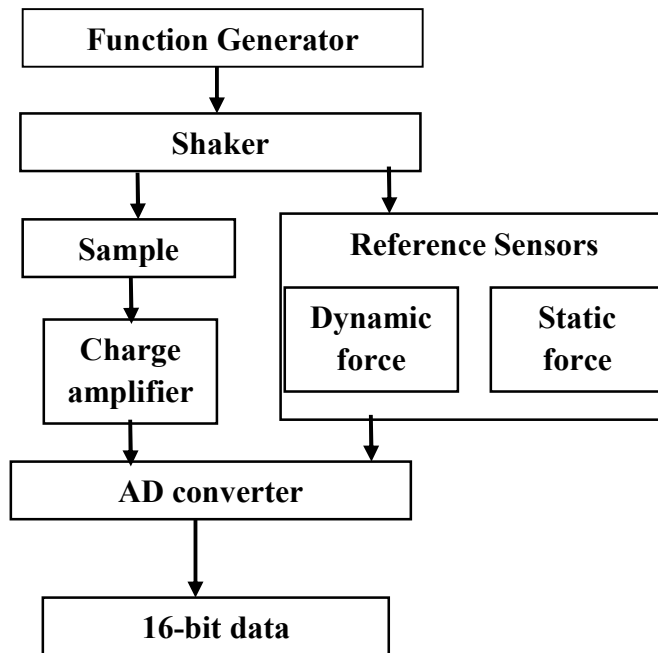 Function Generator
Shaker
Sample
Reference Sensors
Dynamic
force
Static
force
Charge
amplifier
AD converter
16-bit data